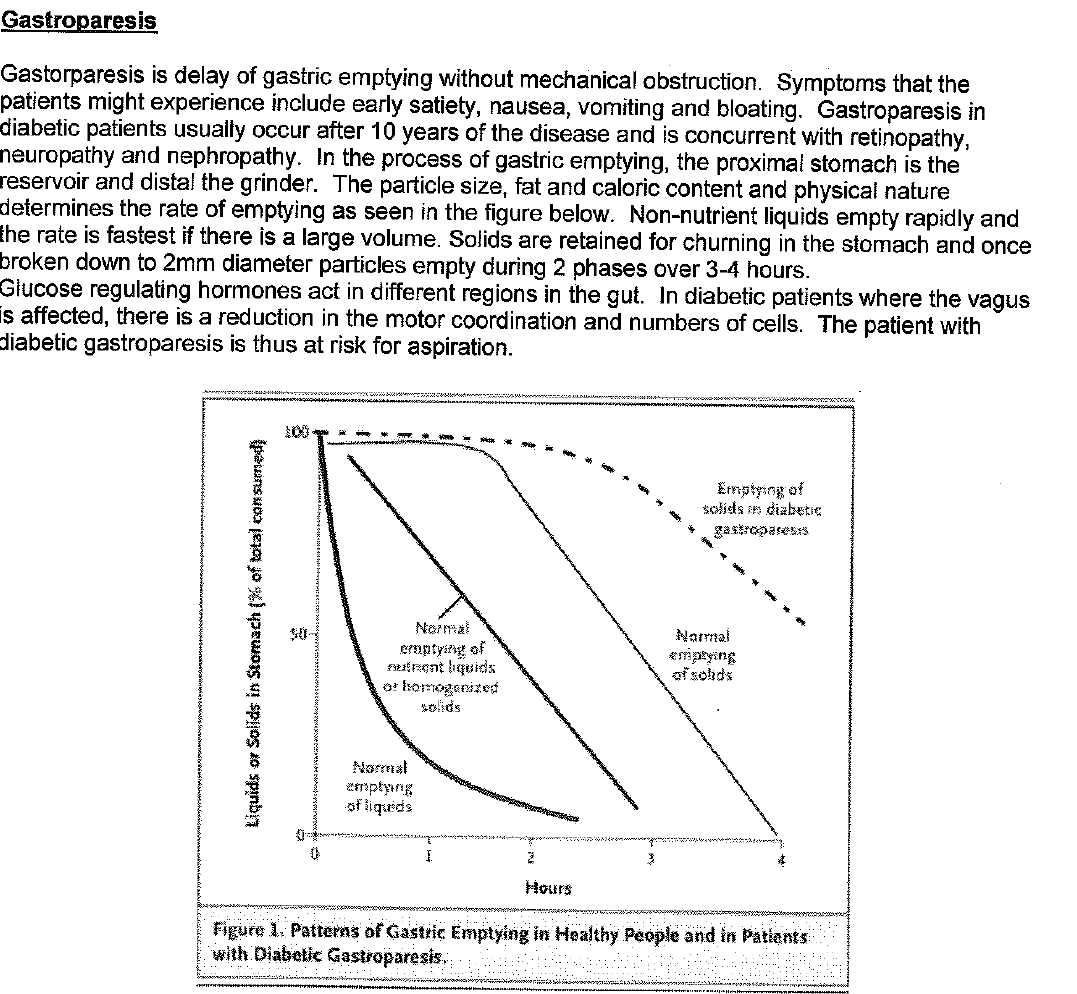 Gastroparesis
Gastorparesis is delay of gastric emptying without mechanical obstruction. Symptoms that the
patients might experience include early satiety, nausea, vomiting and bloating. Gastroparesis in
diabetic patients usually occur after 10 years of the disease and is concurrent with retinopathy,
neuropathy and nephropathy. In the process of gastric emptying, the proximal stomach is the
reservoir and distal the grinder. The particle size, fat and caloric content and physical nature
determines the rate of emptying as seen in the figure below. Non-nutrient liquids empty rapidly and
the rate is fastest if there is a large volume. Solids are retained for churning in the stomach and once
broken down to 2mm diameter particles empty during 2 phases over 3-4 hours.
Glucose regulating hormones act in different regions in the gut. In diabetic patients where the vagus
is affected, there is a reduction in the motor coordination and numbers of cells. The patient with
diabetic gastroparesis is thus at risk for aspiration.
Liquids or Solids in Stomach (% of total consumed)
100
50
0
Emptying of
solids in diabetic
gastroparesis
Normal
emptying of
nutrient liquids
or homogenized
solids
Normal
emptying
of solids
Normal
emptying
of liquids
0 1 2 3 4
Hours
Figure 1. Patterns of Gastric Emptying in Healthy People and in Patients
with Diabetic Gastroparesis.